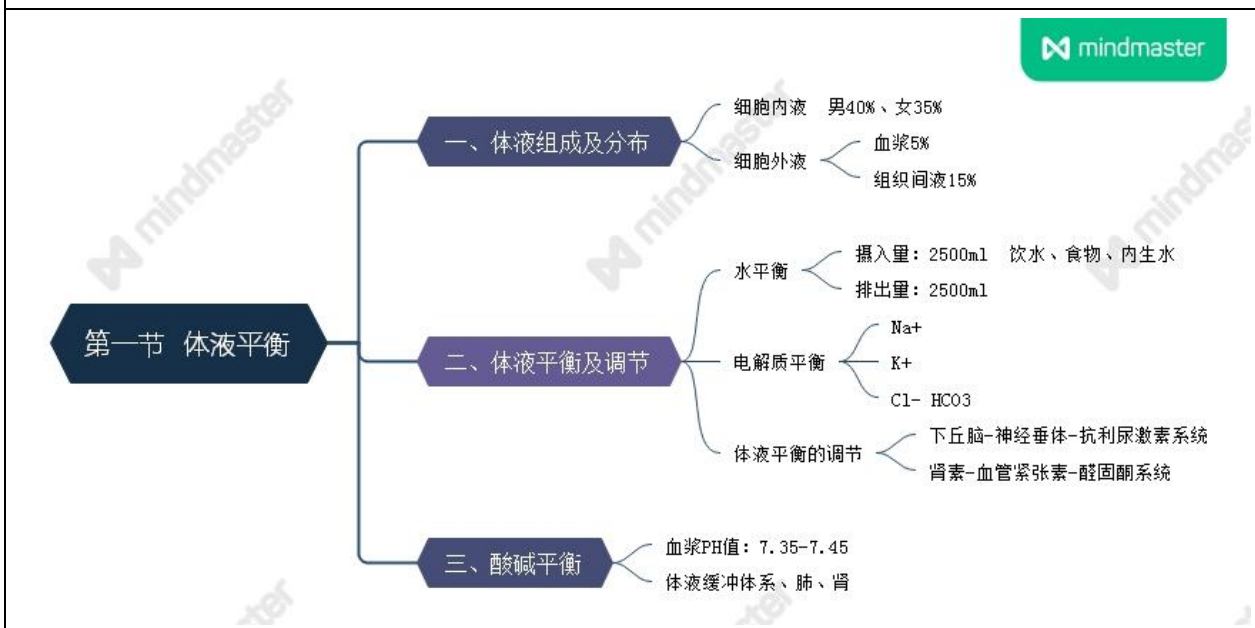 mindmaster
第一节 体液平衡
一、体液组成及分布
细胞内液 男40%、女35%
细胞外液
血浆5%
组织间液15%
二、体液平衡及调节
水平衡
摄入量：2500ml 饮水、食物、内生水
排出量：2500ml
电解质平衡
Na+
K+
Cl- HCO3
体液平衡的调节
下丘脑-神经垂体-抗利尿激素系统
肾素-血管紧张素-醛固酮系统
三、酸碱平衡
血浆PH值：7.35-7.45
体液缓冲体系、肺、肾
mindmaster
mindmaster
mindmaster